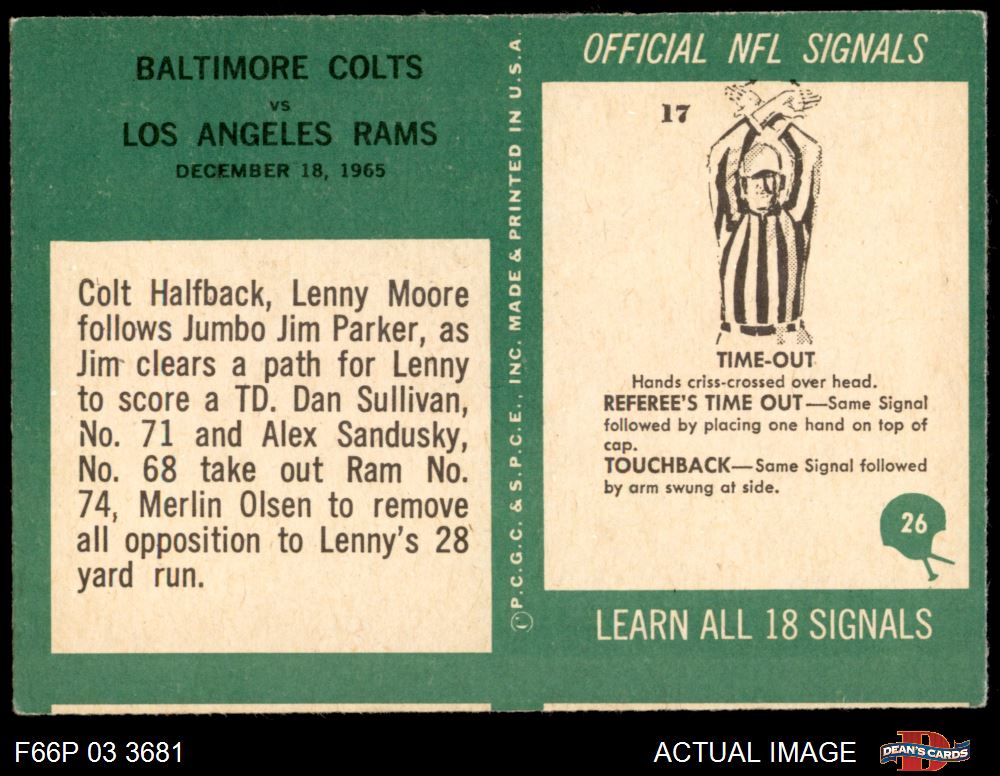 BALTIMORE COLTS
VS
LOS ANGELES RAMS
DECEMBER 18, 1965
Colt Halfback, Lenny Moore
follows Jumbo Jim Parker, as
Jim clears a path for Lenny
to score a TD. Dan Sullivan,
No. 71 and Alex Sandusky,
No. 68 take out Ram No.
74, Merlin Olsen to remove
all opposition to Lenny's 28
yard run.
©P.C.G.C. & S.P.C.E., INC. MADE & PRINTED IN U.S.A.
OFFICIAL NFL SIGNALS
17
TIME-OUT
Hands criss-crossed over head.
REFEREE'S TIME OUT—Same Signal
followed by placing one hand on top of
cap.
TOUCHBACK—Same Signal followed
by arm swung at side.
26
LEARN ALL 18 SIGNALS
F66P 03 3681
ACTUAL IMAGE
DEAN'S CARDS